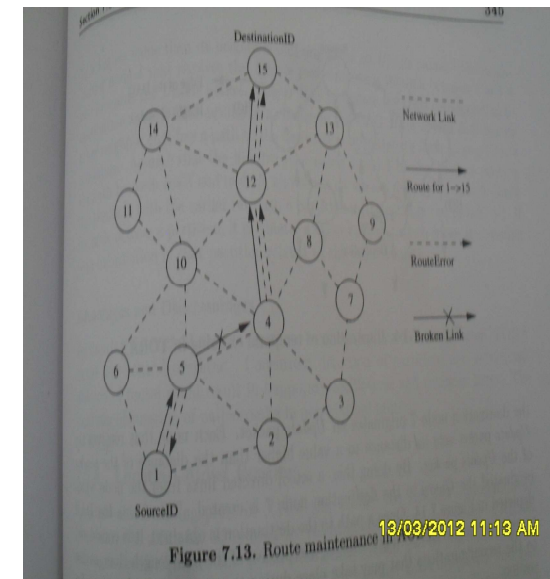 Section
DestinationID
15
14
13
Network Link
12
Route for 1->15
11
9
8
10
RouteError
7
4
Broken Link
6
5
3
2
1
SourceID
13/03/2012 11:13 AM
Figure 7.13. Route maintenance in